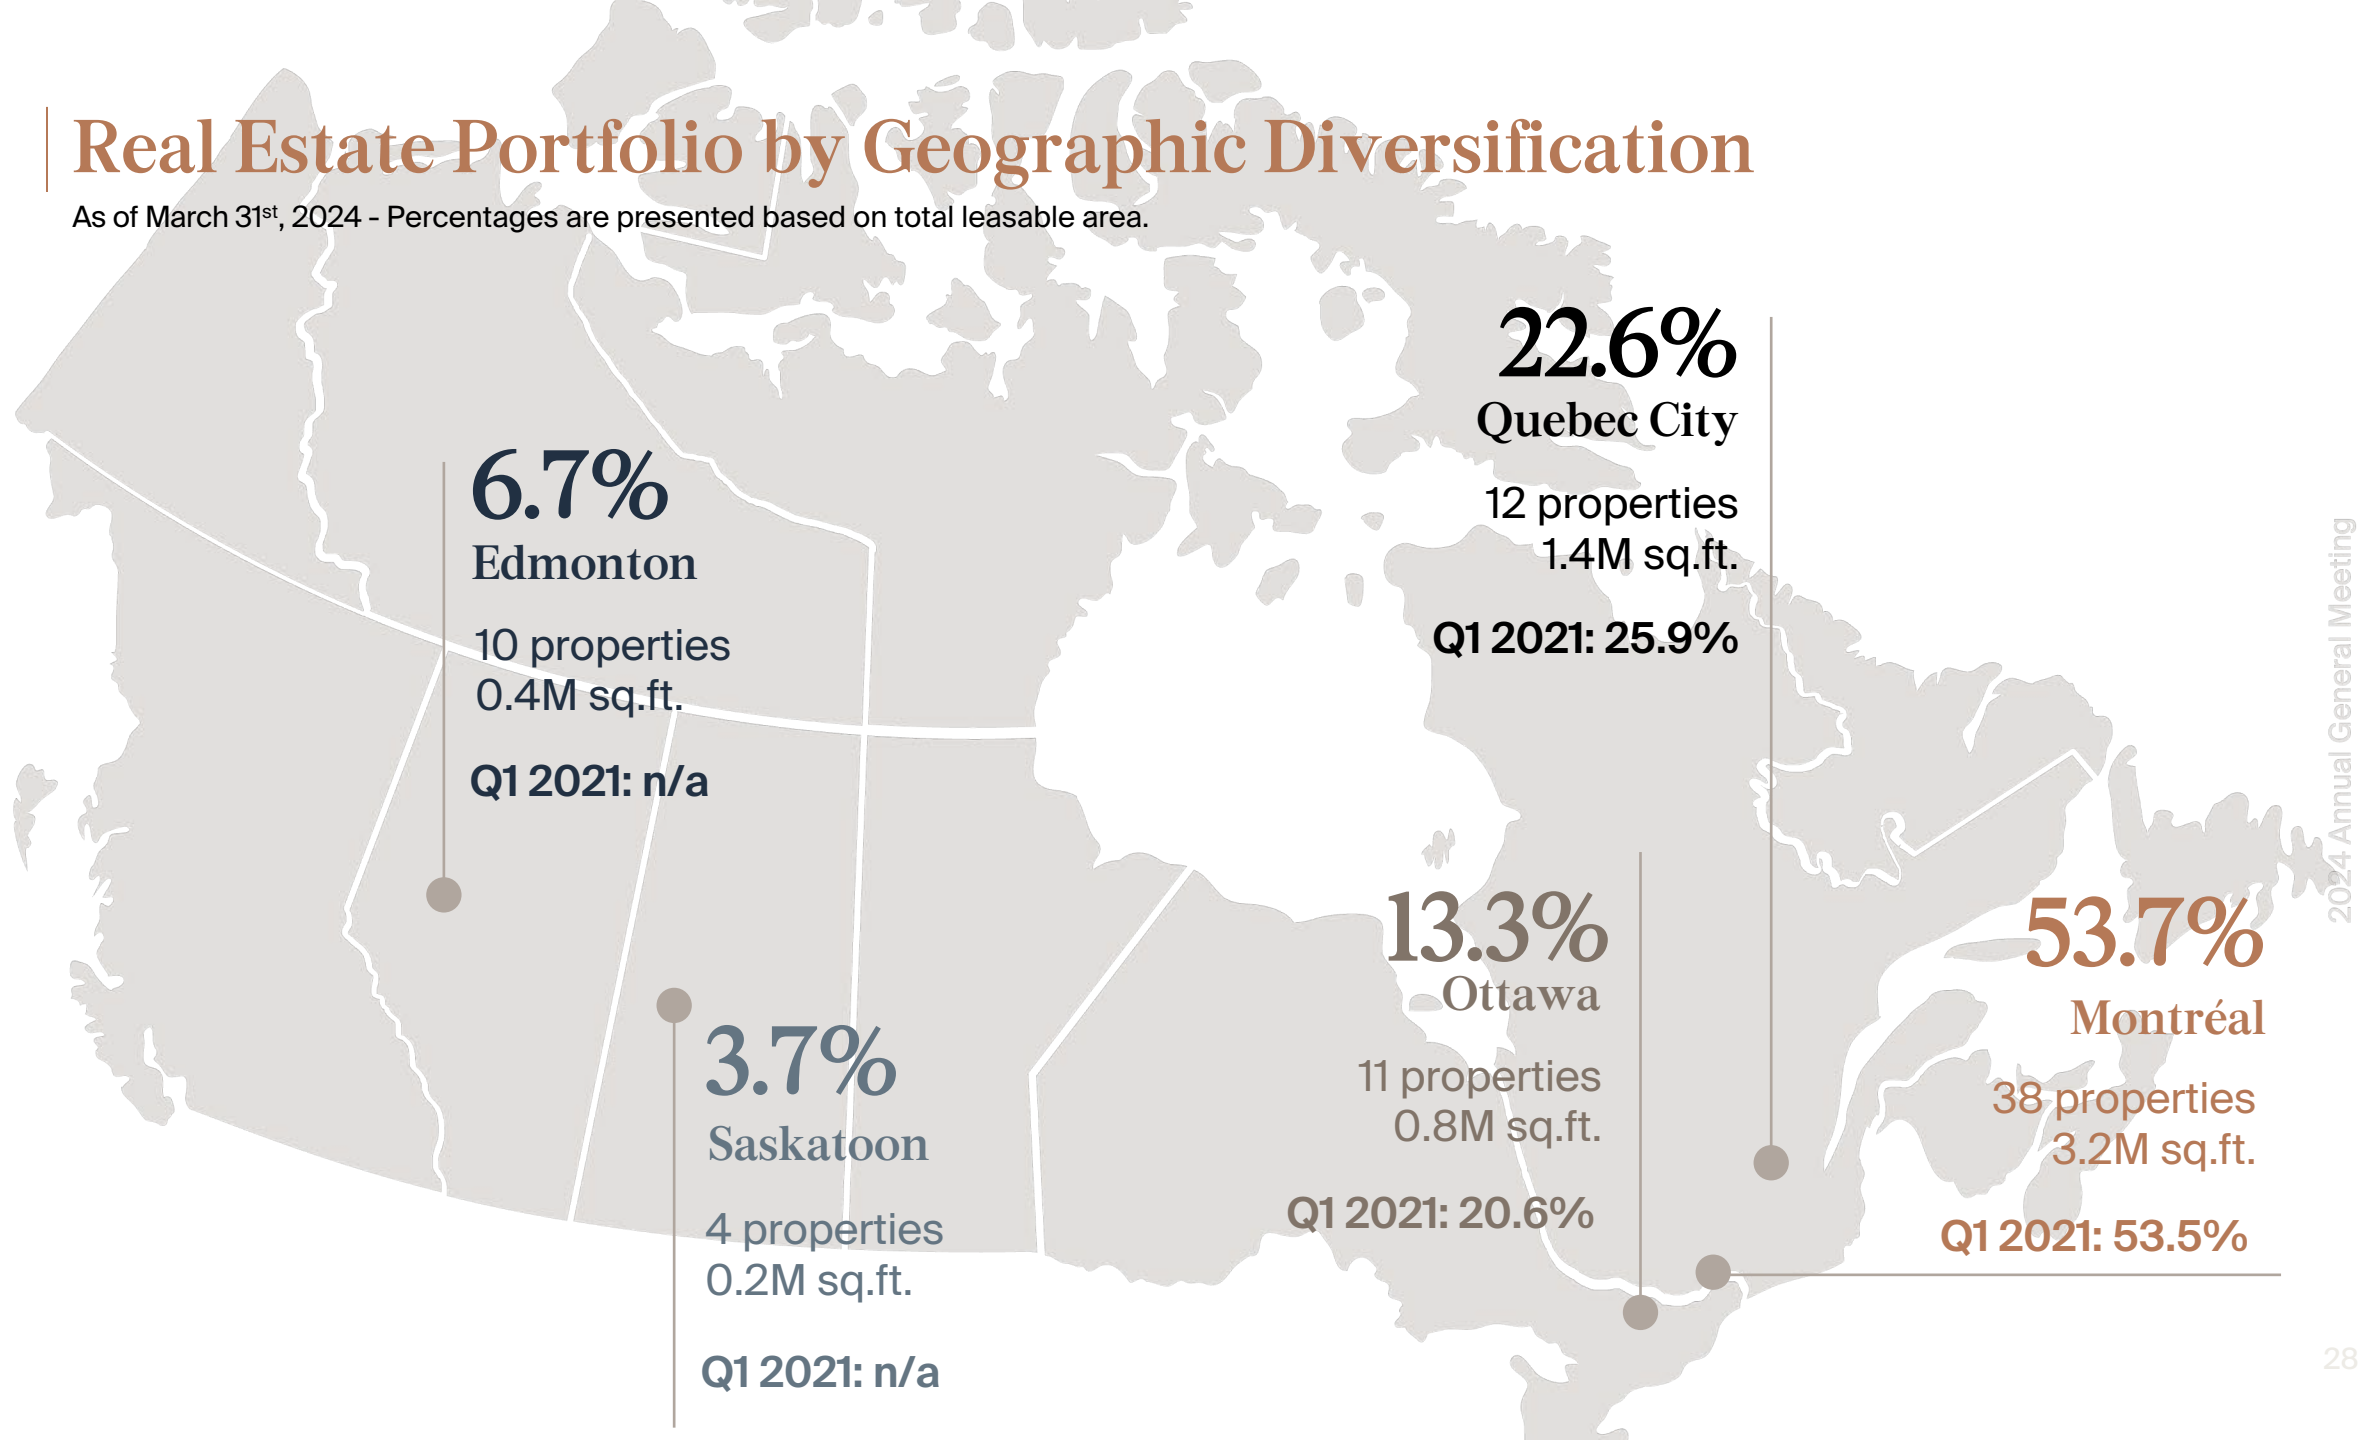 Real Estate Portfolio by Geographic Diversification
As of March 31st, 2024 - Percentages are presented based on total leasable area.
6.7%
Edmonton
10 properties
0.4M sq.ft.
Q1 2021: n/a
3.7%
Saskatoon
4 properties
0.2M sq.ft.
Q1 2021: n/a
22.6%
Quebec City
12 properties
1.4M sq.ft.
Q1 2021: 25.9%
13.3%
Ottawa
11 properties
0.8M sq.ft.
Q1 2021: 20.6%
53.7%
Montréal
38 properties
3.2M sq.ft.
Q1 2021: 53.5%
2024 Annual General Meeting
28